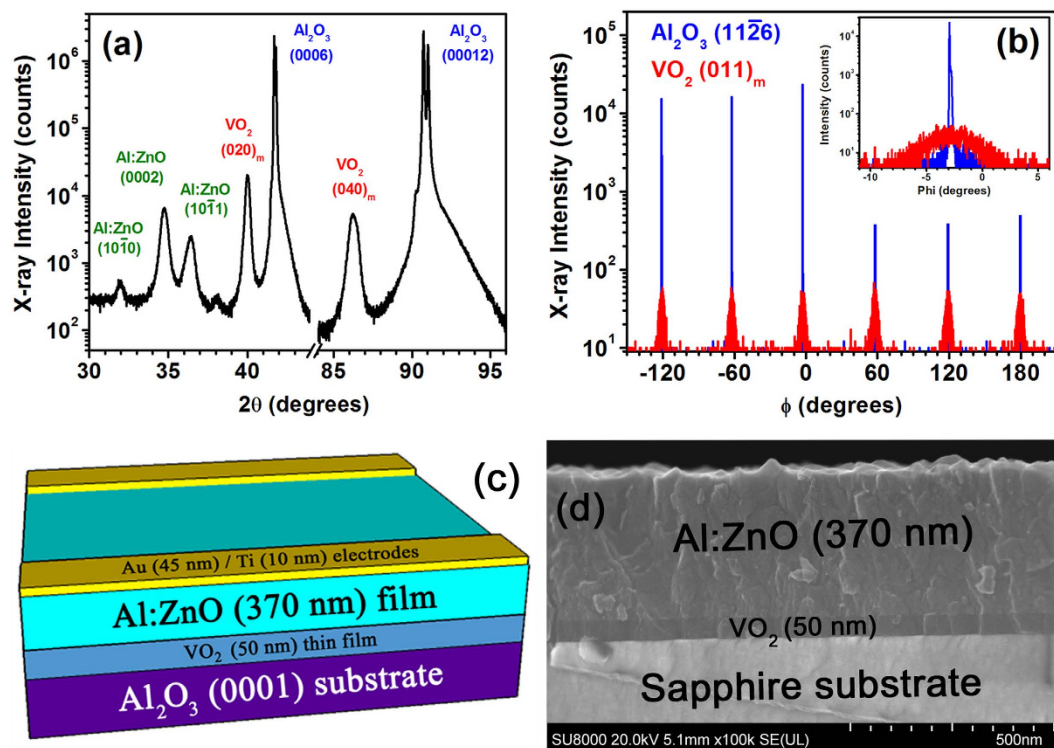 (a)
X-ray Intensity (counts)
10⁶
10⁵
10⁴
10³
10²
Al:ZnO
(101̄0)
Al:ZnO
(0002)
Al:ZnO
(101̄1)
VO₂
(020)ₘ
Al₂O₃
(0006)
VO₂
(040)ₘ
Al₂O₃
(00012)
30 35 40 85 90 95
2θ (degrees)
(b)
X-ray Intensity (counts)
10⁵
10⁴
10³
10²
10¹
Al₂O₃ (112̄6)
VO₂ (011)ₘ
Intensity (counts)
10⁴
10³
10²
10¹
-10 -5 0 5
Phi (degrees)
-120 -60 0 60 120 180
ϕ (degrees)
(c)
Au (45 nm) / Ti (10 nm) electrodes
Al:ZnO (370 nm) film
VO₂ (50 nm) thin film
Al₂O₃ (0001) substrate
(d)
Al:ZnO (370 nm)
VO₂ (50 nm)
Sapphire substrate
SU8000 20.0kV 5.1mm x100k SE(UL) 500nm